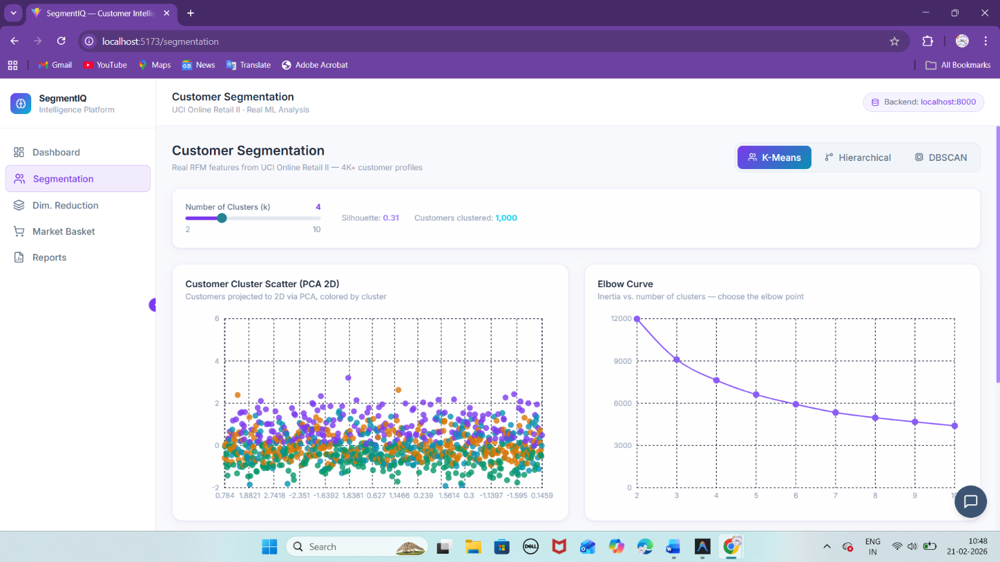 SegmentIQ — Customer Intellig
localhost:5173/segmentation
Gmail
YouTube
Maps
News
Translate
Adobe Acrobat
All Bookmarks
SegmentIQ
Intelligence Platform
Customer Segmentation
UCI Online Retail II · Real ML Analysis
Backend: localhost:8000
Dashboard
Segmentation
Dim. Reduction
Market Basket
Reports
Customer Segmentation
Real RFM features from UCI Online Retail II — 4K+ customer profiles
K-Means
Hierarchical
DBSCAN
Number of Clusters (k) 4
2 10
Silhouette: 0.31
Customers clustered: 1,000
Customer Cluster Scatter (PCA 2D)
Customers projected to 2D via PCA, colored by cluster
6
4
2
0
-2
0.784 1.8821 2.7418 -2.351 -1.6392 1.8361 0.627 1.1466 0.239 1.5614 0.3 -1.1397 -1.595 0.1459
Elbow Curve
Inertia vs. number of clusters — choose the elbow point
12000
9000
6000
3000
0
2 3 4 5 6 7 8 9
Search
DELL
ENG
IN
10:48
21-02-2026